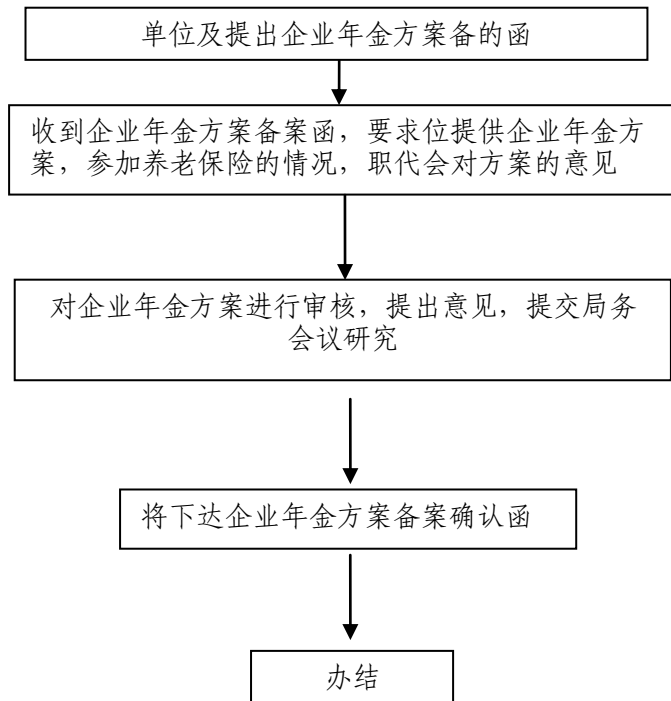 单位及提出企业年金方案备的函
收到企业年金方案备案函，要求位提供企业年金方
案，参加养老保险的情况，职代会对方案的意见
对企业年金方案进行审核，提出意见，提交局务
会议研究
将下达企业年金方案备案确认函
办结